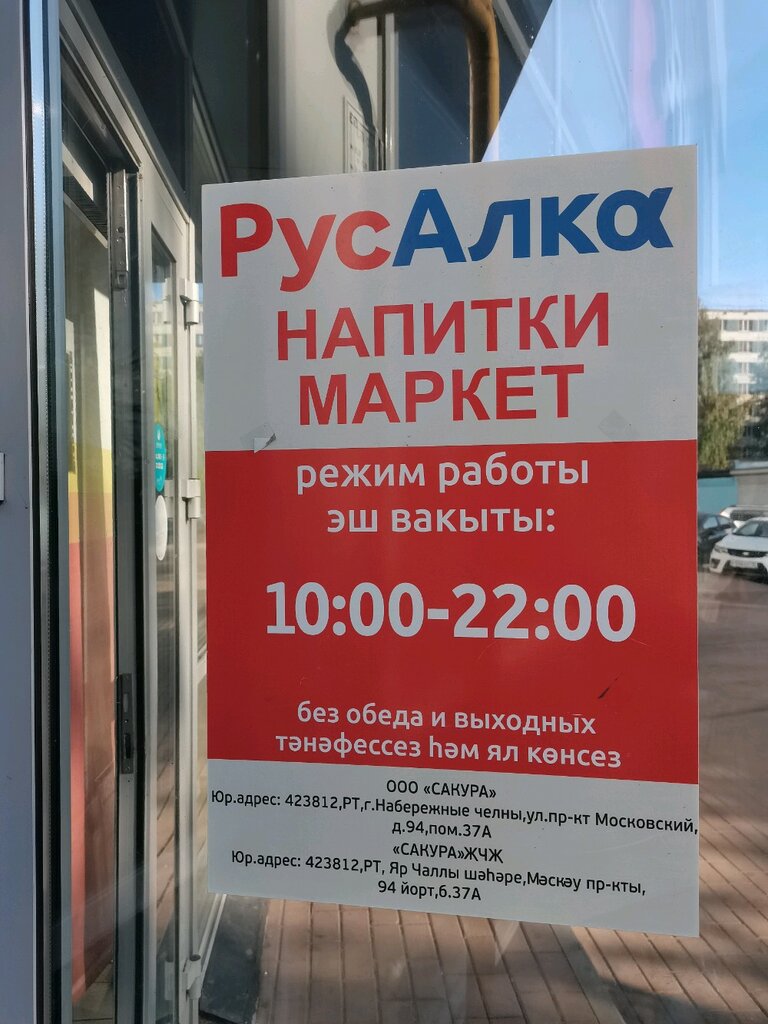 РусАлка
НАПИТКИ
МАРКЕТ
режим работы
эш вакыты:
10:00-22:00
без обеда и выходных
тәнәфессез һәм ял көнсез
ООО «САКУРА»
Юр.адрес: 423812,РТ,г.Набережные челны,ул.пр-кт Московский,
д.94,пом.37А
«САКУРА»ЖЧҖ
Юр.адрес: 423812,РТ, Яр Чаллы шәһәре,Мәскәу пр-кты,
94 йорт,б.37А